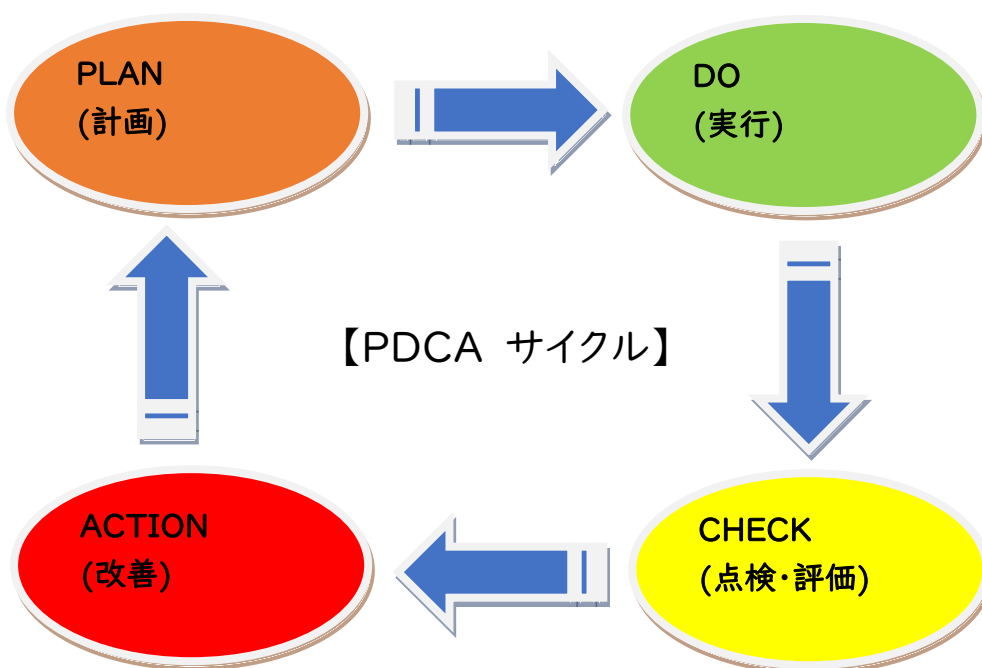 PLAN
(計画)
DO
(実行)
【PDCA サイクル】
ACTION
(改善)
CHECK
(点検・評価)